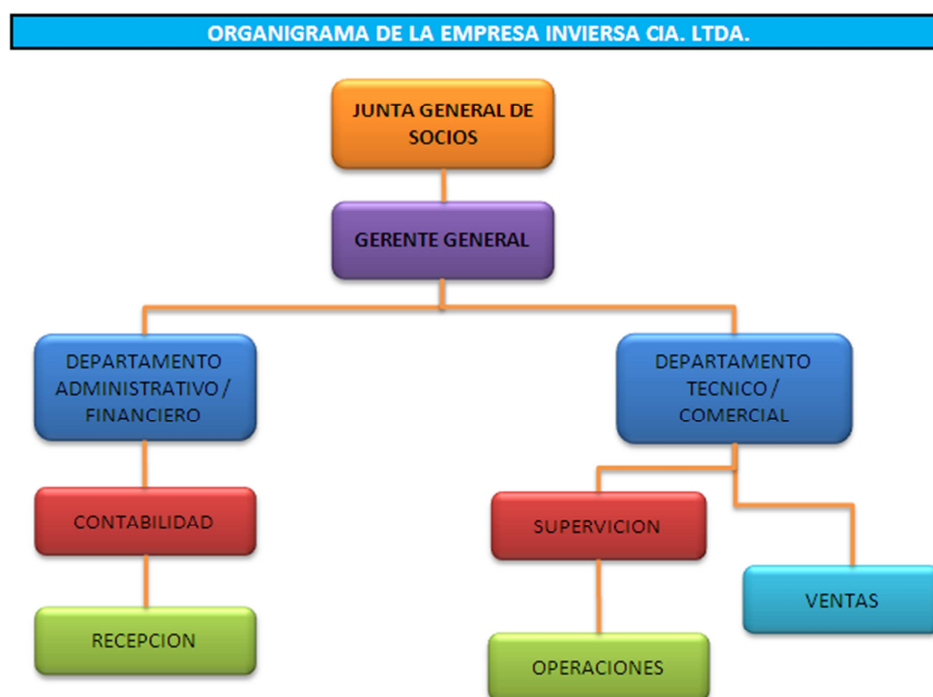 ORGANIGRAMA DE LA EMPRESA INVIERSA CIA. LTDA.
JUNTA GENERAL DE
SOCIOS
GERENTE GENERAL
DEPARTAMENTO
ADMINISTRATIVO /
FINANCIERO
DEPARTAMENTO
TECNICO /
COMERCIAL
CONTABILIDAD
SUPERVICION
VENTAS
RECEPCION
OPERACIONES